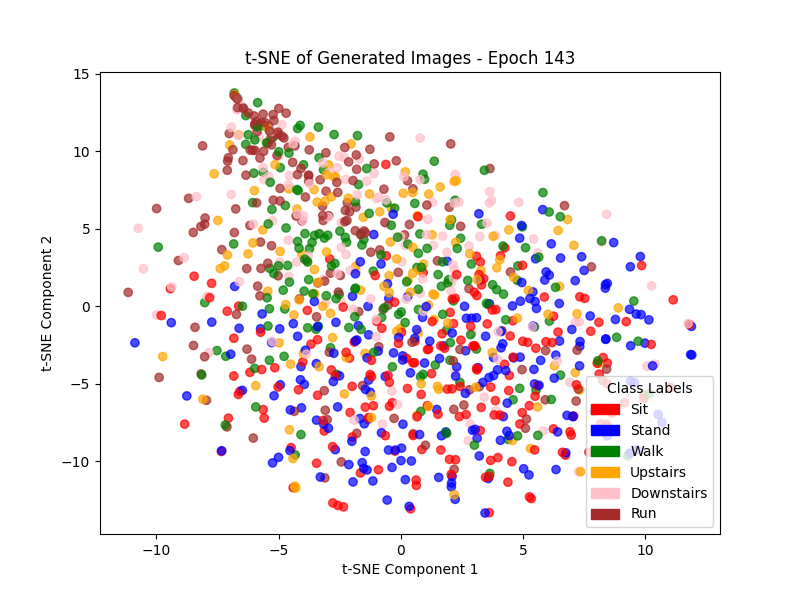 t-SNE of Generated Images - Epoch 143
15
10
5
0
−5
−10
t-SNE Component 2
−10
−5
0
5
10
t-SNE Component 1
Class Labels
Sit
Stand
Walk
Upstairs
Downstairs
Run